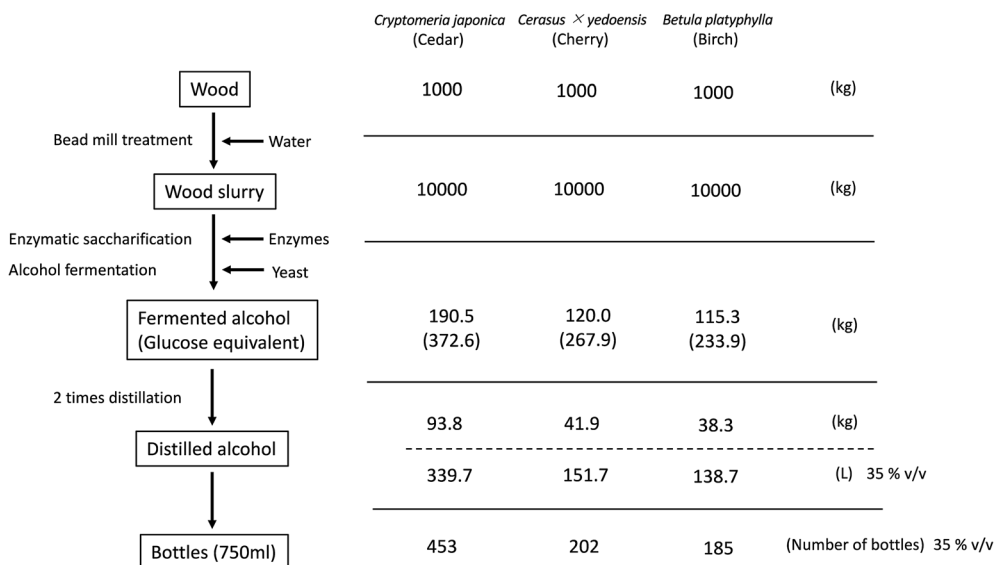 Cryptomeria japonica Cerasus × yedoensis Betula platyphylla
(Cedar) (Cherry) (Birch)
Wood 1000 1000 1000 (kg)
Bead mill treatment Water
Wood slurry 10000 10000 10000 (kg)
Enzymatic saccharification Enzymes
Alcohol fermentation Yeast
Fermented alcohol 190.5 120.0 115.3 (kg)
(Glucose equivalent) (372.6) (267.9) (233.9)
2 times distillation
93.8 41.9 38.3 (kg)
Distilled alcohol
339.7 151.7 138.7 (L) 35 % v/v
Bottles (750ml) 453 202 185 (Number of bottles) 35 % v/v